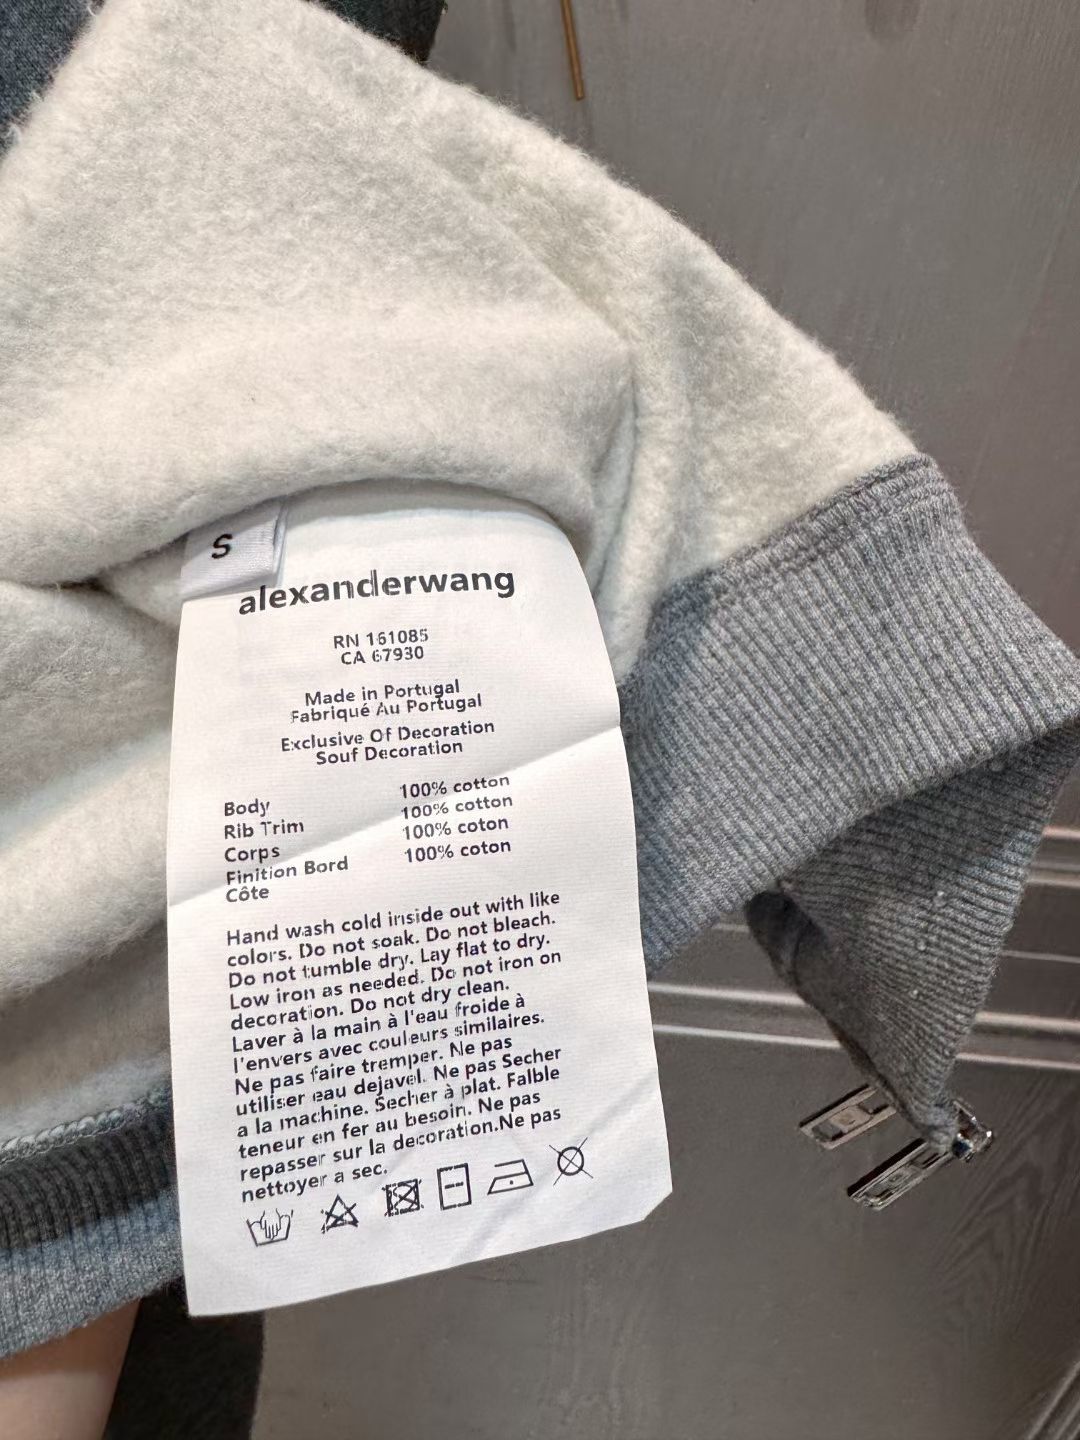 S
alexanderwang
RN 161085
CA 67930
Made in Portugal
Fabriqué Au Portugal
Exclusive Of Decoration
Souf Decoration
Body 100% cotton
Rib Trim 100% cotton
Corps 100% coton
Finition Bord 100% coton
Côte
Hand wash cold inside out with like
colors. Do not soak. Do not bleach.
Do not tumble dry. Lay flat to dry.
Low iron as needed. Do not iron on
decoration. Do not dry clean.
Laver à la main à l'eau froide à
l'envers avec couleurs similaires.
Ne pas faire tremper. Ne pas
utiliser eau dejavel. Ne pas Secher
a la machine. Secher à plat. Falble
teneur en fer au besoin. Ne pas
repasser sur la decoration.Ne pas
nettoyer a sec.